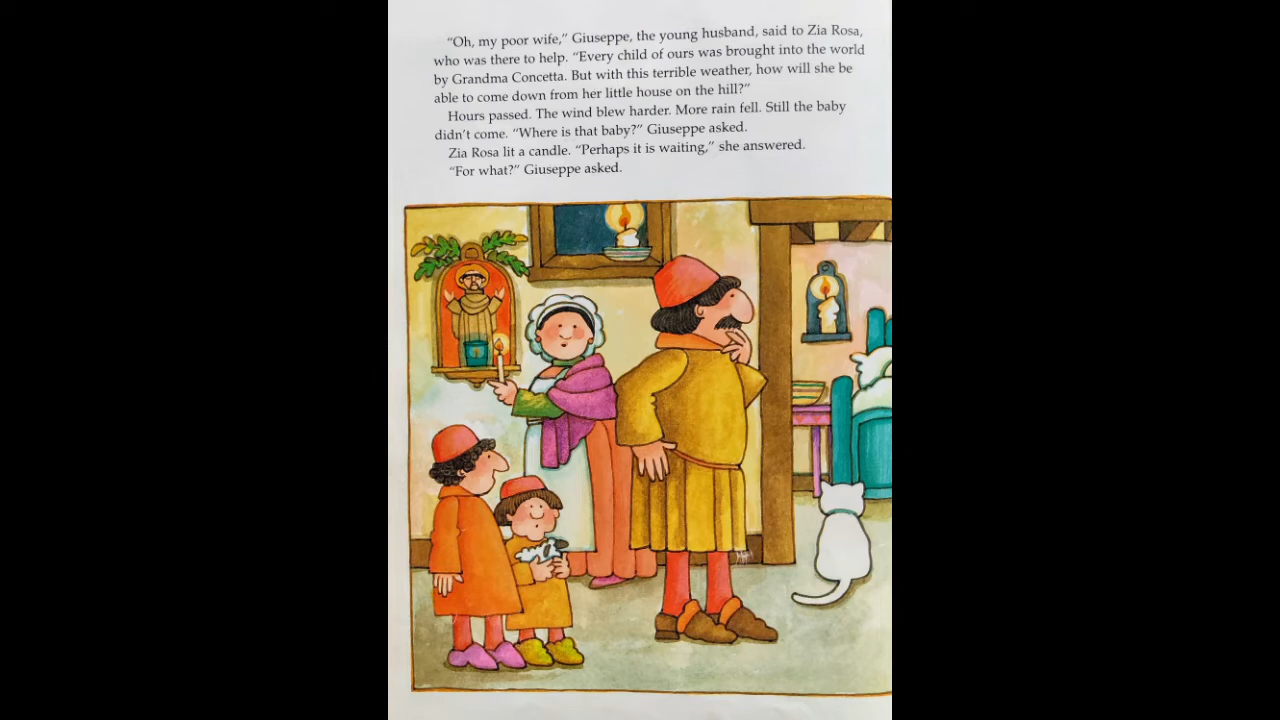 “Oh, my poor wife,” Giuseppe, the young husband, said to Zia Rosa,
who was there to help. “Every child of ours was brought into the world
by Grandma Concetta. But with this terrible weather, how will she be
able to come down from her little house on the hill?”
Hours passed. The wind blew harder. More rain fell. Still the baby
didn’t come. “Where is that baby?” Giuseppe asked.
Zia Rosa lit a candle. “Perhaps it is waiting,” she answered.
“For what?” Giuseppe asked.